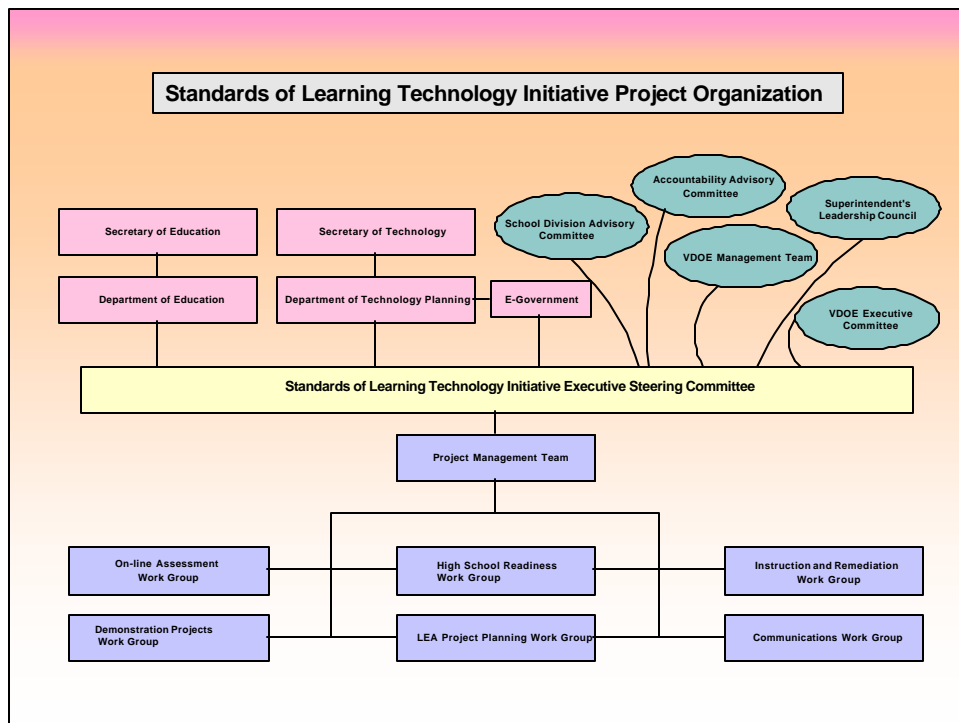 Standards of Learning Technology Initiative Project Organization
Accountability Advisory
Committee
Superintendent's
Leadership Council
School Division Advisory
Committee
Secretary of Education
Secretary of Technology
VDOE Management Team
Department of Education
Department of Technology Planning
E-Government
VDOE Executive
Committee
Standards of Learning Technology Initiative Executive Steering Committee
Project Management Team
On-line Assessment
Work Group
High School Readiness
Work Group
Instruction and Remediation
Work Group
Demonstration Projects
Work Group
LEA Project Planning Work Group
Communications Work Group